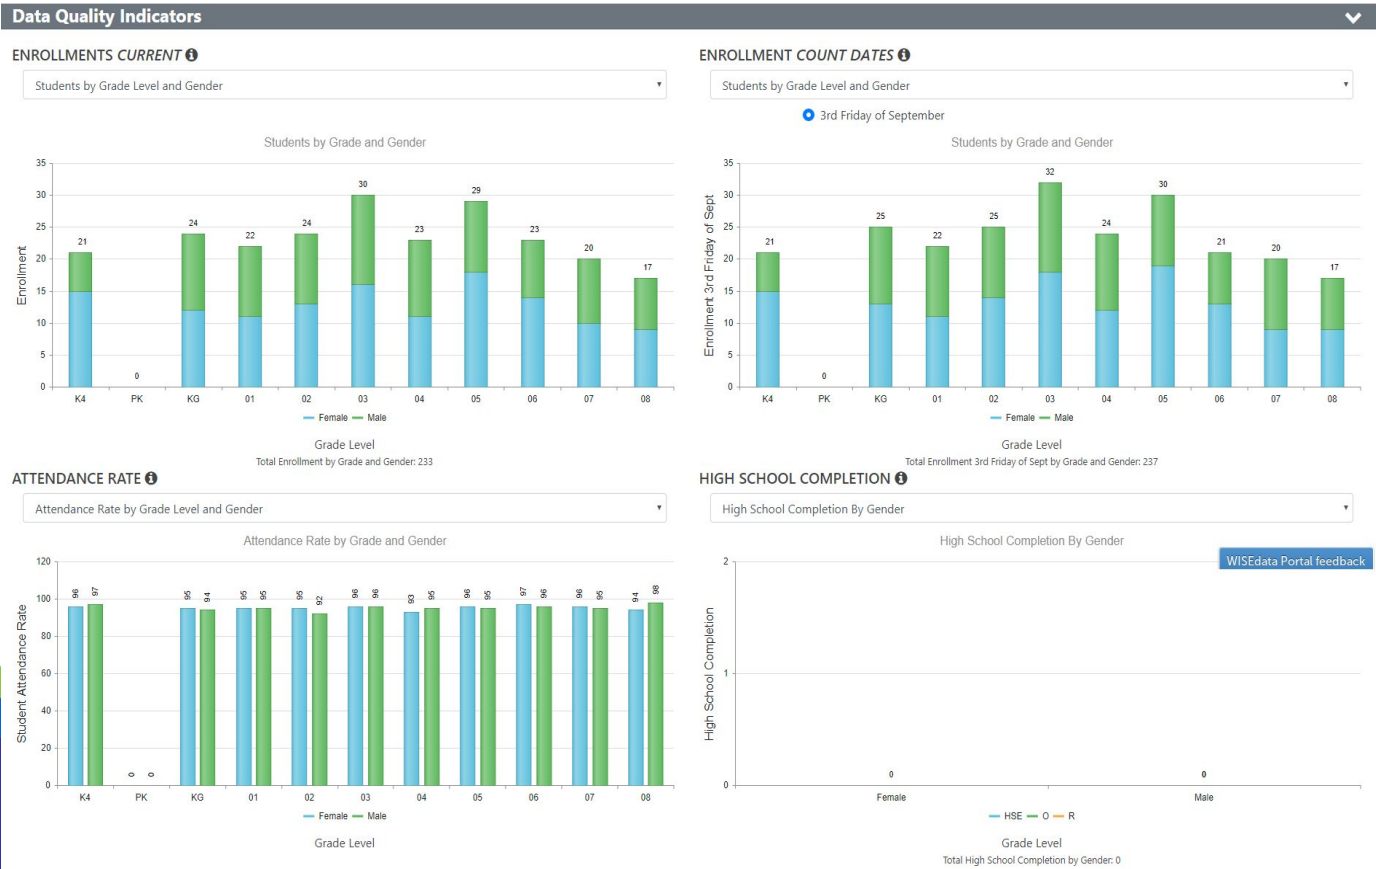 Data Quality Indicators
ENROLLMENTS CURRENT
Students by Grade Level and Gender
Students by Grade and Gender
Enrollment
35
30
25
20
15
10
5
0
21
0
24
22
24
30
23
29
23
20
17
K4 PK KG 01 02 03 04 05 06 07 08
Female Male
Grade Level
Total Enrollment by Grade and Gender: 233
ENROLLMENT COUNT DATES
Students by Grade Level and Gender
3rd Friday of September
Students by Grade and Gender
Enrollment 3rd Friday of Sept
35
30
25
20
15
10
5
0
21
0
25
22
25
32
24
30
21
20
17
K4 PK KG 01 02 03 04 05 06 07 08
Female Male
Grade Level
Total Enrollment 3rd Friday of Sept by Grade and Gender: 237
ATTENDANCE RATE
Attendance Rate by Grade Level and Gender
Attendance Rate by Grade and Gender
Student Attendance Rate
120
100
80
60
40
20
0
96 97
0 0
95 94
95 95
95 92
96 96
93 95
96 95
97 96
96 95
94 98
K4 PK KG 01 02 03 04 05 06 07 08
Female Male
Grade Level
HIGH SCHOOL COMPLETION
High School Completion By Gender
High School Completion By Gender
WISEdata Portal feedback
High School Completion
2
1
0
0 0
Female Male
HSE O R
Grade Level
Total High School Completion by Gender: 0